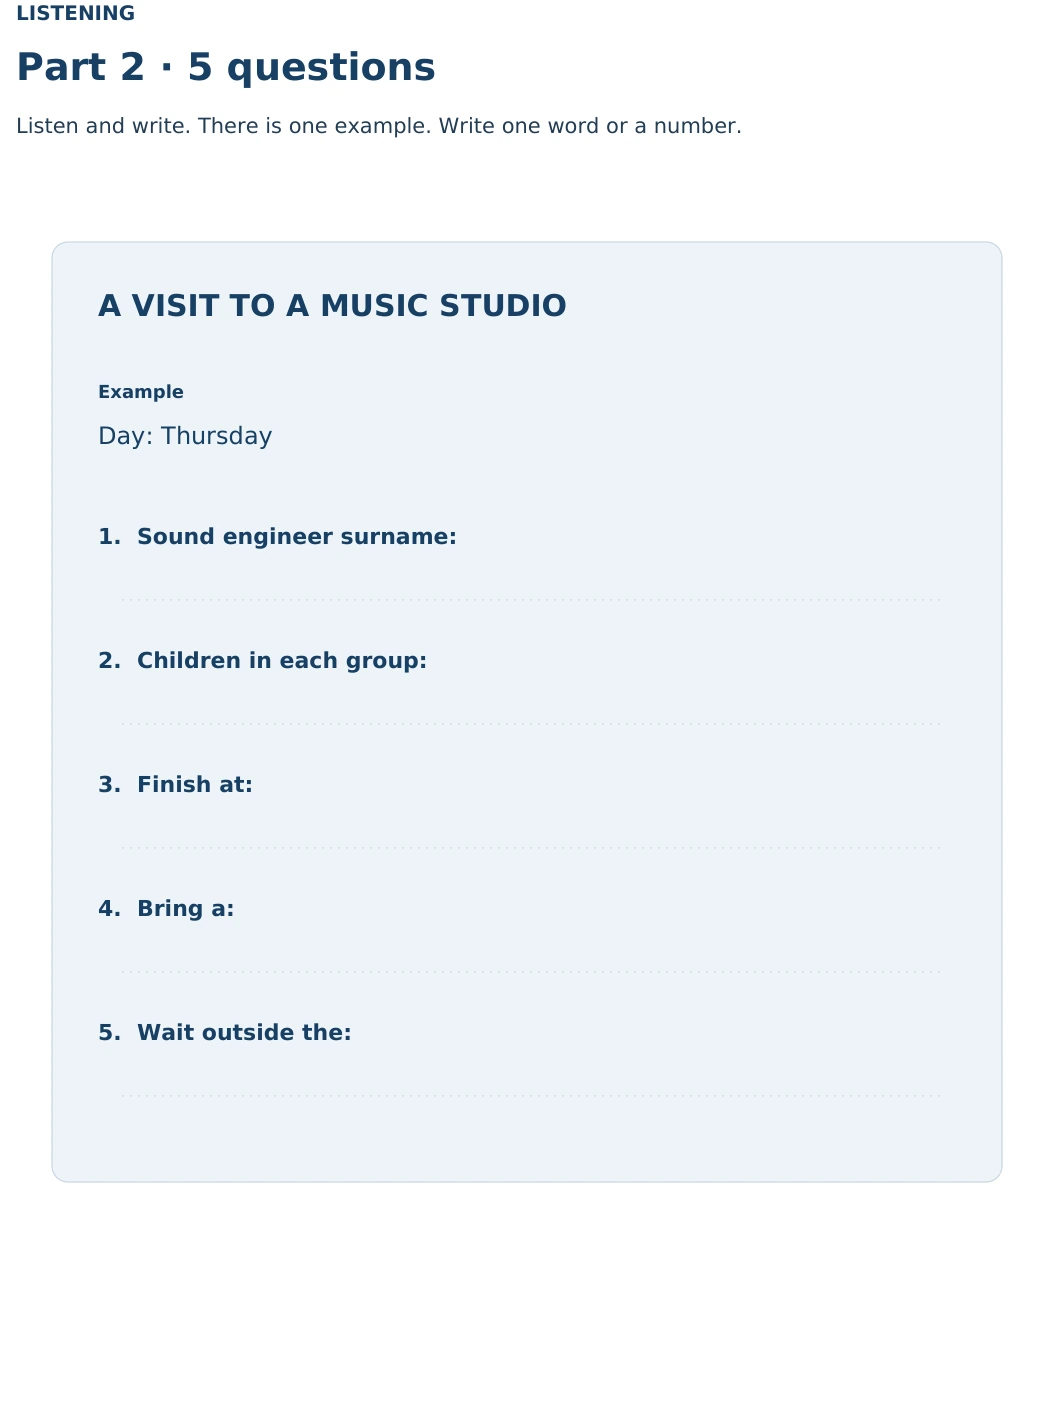 LISTENING
Part 2 · 5 questions
Listen and write. There is one example. Write one word or a number.
A VISIT TO A MUSIC STUDIO
Example
Day: Thursday
1. Sound engineer surname:
2. Children in each group:
3. Finish at:
4. Bring a:
5. Wait outside the: